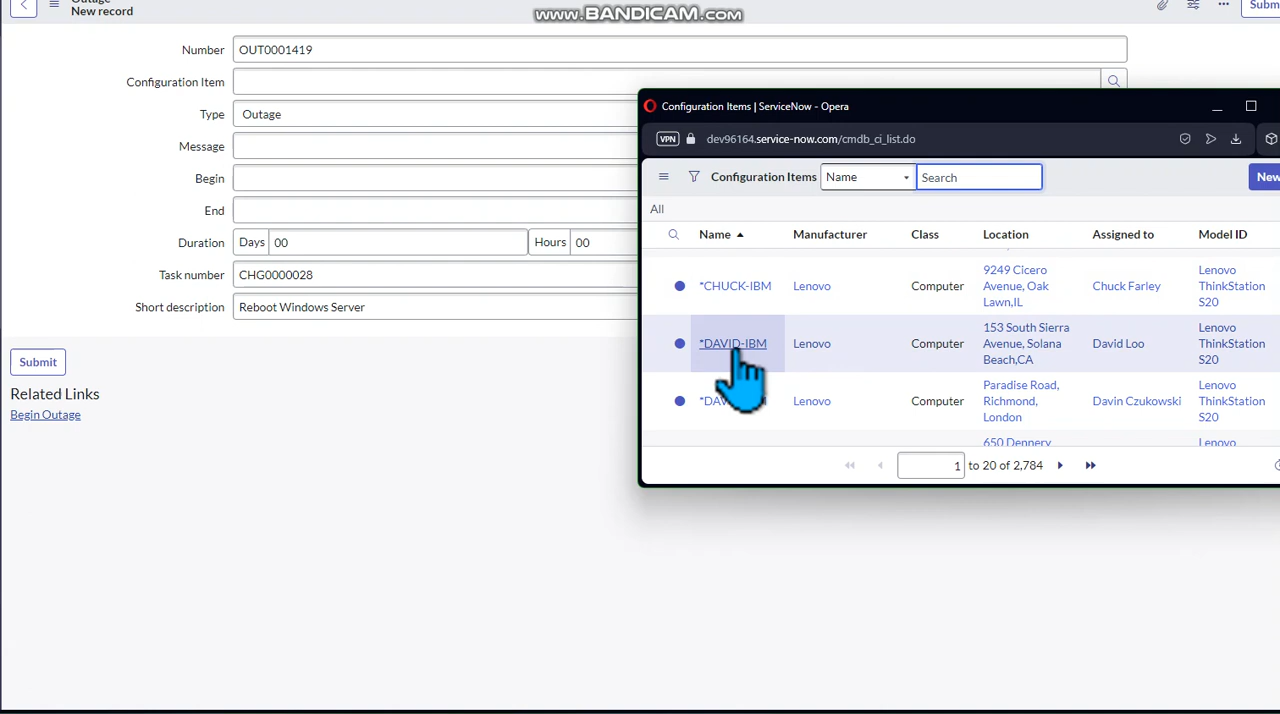 www.BANDICAM.com
Outage
New record
Submi
Number OUT0001419
Configuration Item
Type Outage
Message
Begin
End
Duration Days 00 Hours 00
Task number CHG0000028
Short description Reboot Windows Server
Submit
Related Links
Begin Outage
Configuration Items | ServiceNow - Opera
VPN dev96164.service-now.com/cmdb_ci_list.do
Configuration Items Name Search New
All
Name Manufacturer Class Location Assigned to Model ID
*CHUCK-IBM Lenovo Computer 9249 Cicero Avenue, Oak Lawn,IL Chuck Farley Lenovo ThinkStation S20
*DAVID-IBM Lenovo Computer 153 South Sierra Avenue, Solana Beach,CA David Loo Lenovo ThinkStation S20
*DAV Lenovo Computer Paradise Road, Richmond, London Davin Czukowski Lenovo ThinkStation S20
650 Dennery Lenovo
1 to 20 of 2,784